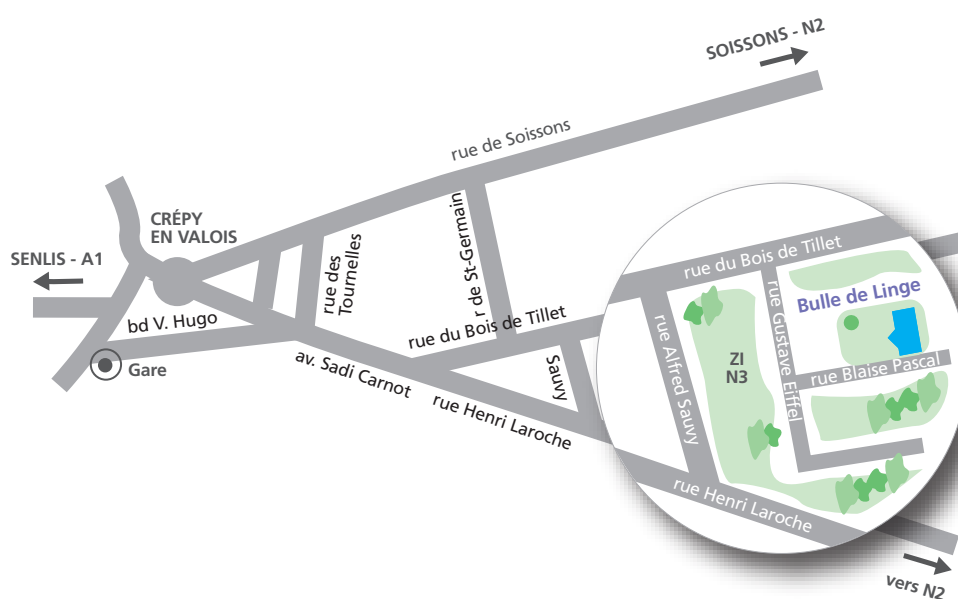 SOISSONS - N2
rue de Soissons
CRÉPY
EN VALOIS
SENLIS - A1
rue des
Tournelles
r de St-Germain
rue du Bois de Tillet
bd V. Hugo
Gare
av. Sadi Carnot
rue Henri Laroche
Sauvy
rue du Bois de Tillet
rue Alfred Sauvy
rue Gustave Eiffel
Bulle de Linge
ZI
N3
rue Blaise Pascal
rue Henri Laroche
vers N2